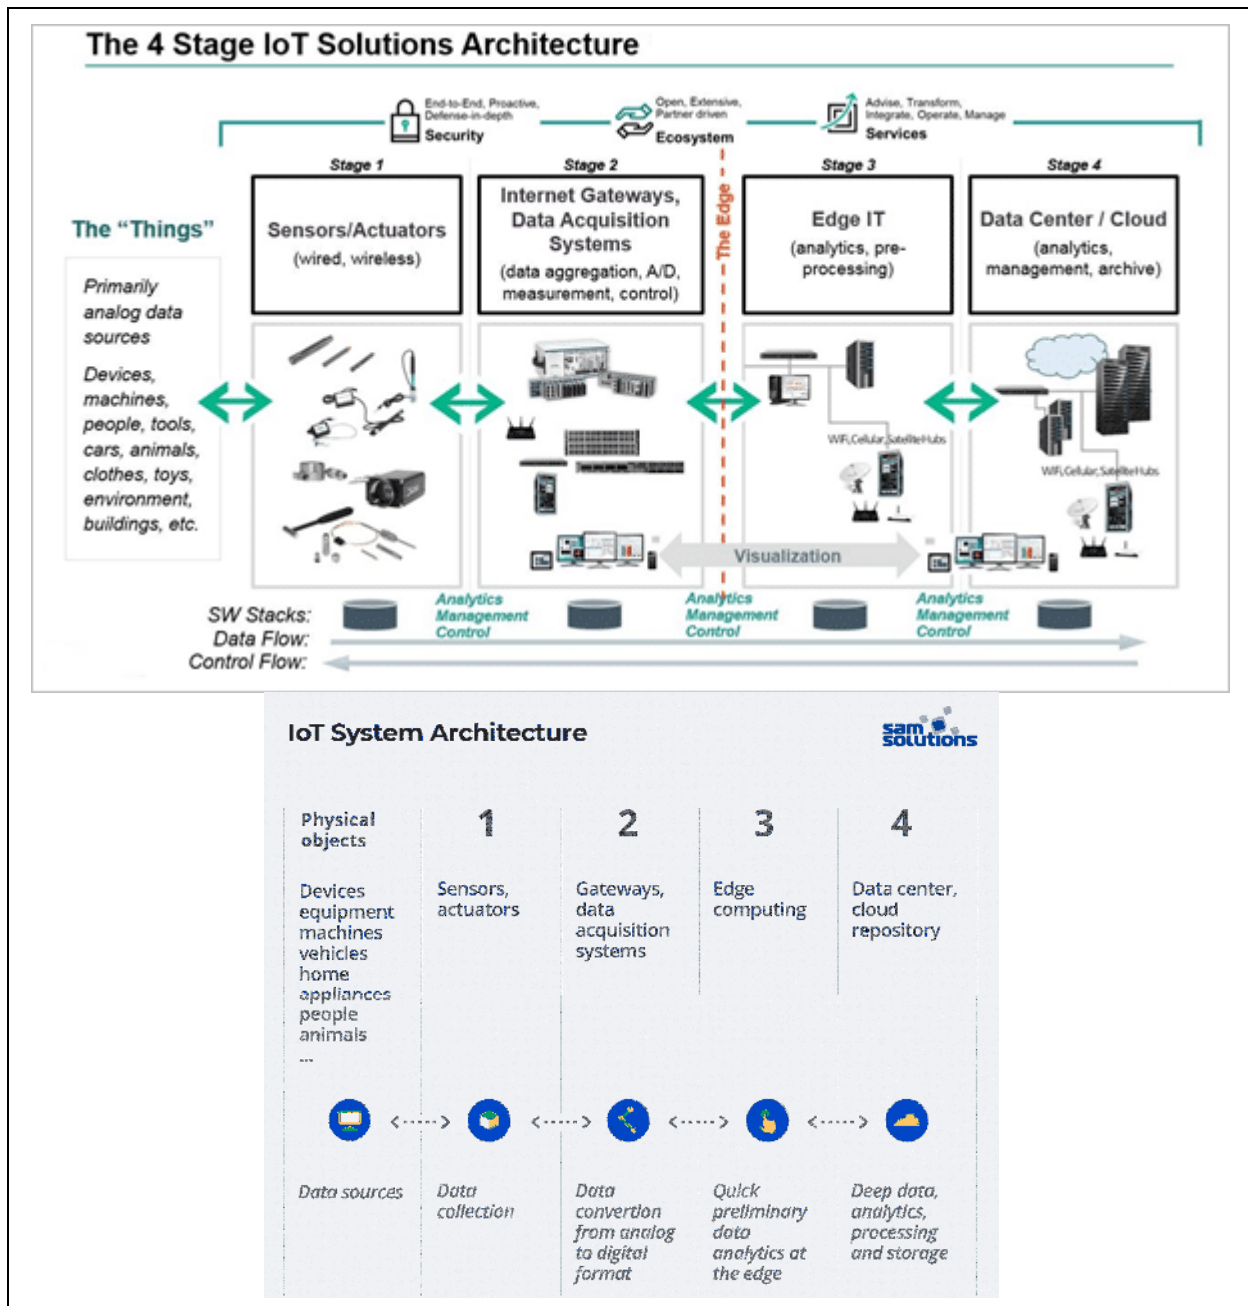 The 4 Stage IoT Solutions Architecture
End-to-End, Proactive,
Defense-in-depth
Security
Open, Extensive,
Partner driven
Ecosystem
Advise, Transform,
Integrate, Operate, Manage
Services
The "Things"
Primarily
analog data
sources
Devices,
machines,
people, tools,
cars, animals,
clothes, toys,
environment,
buildings, etc.
Stage 1
Sensors/Actuators
(wired, wireless)
Stage 2
Internet Gateways,
Data Acquisition
Systems
(data aggregation, A/D,
measurement, control)
The Edge
Stage 3
Edge IT
(analytics, pre-
processing)
Stage 4
Data Center / Cloud
(analytics,
management, archive)
WiFi,Cellular,SatelliteHubs
WiFi,Cellular,SatelliteHubs
Visualization
SW Stacks:
Analytics
Management
Control
Analytics
Management
Control
Analytics
Management
Control
Data Flow:
Control Flow:
IoT System Architecture
sam
solutions
Physical
objects
Devices
equipment
machines
vehicles
home
appliances
people
animals
...
1
Sensors,
actuators
2
Gateways,
data
acquisition
systems
3
Edge
computing
4
Data center,
cloud
repository
Data sources
Data
collection
Data
convertion
from analog
to digital
format
Quick
preliminary
data
analytics at
the edge
Deep data,
analytics,
processing
and storage